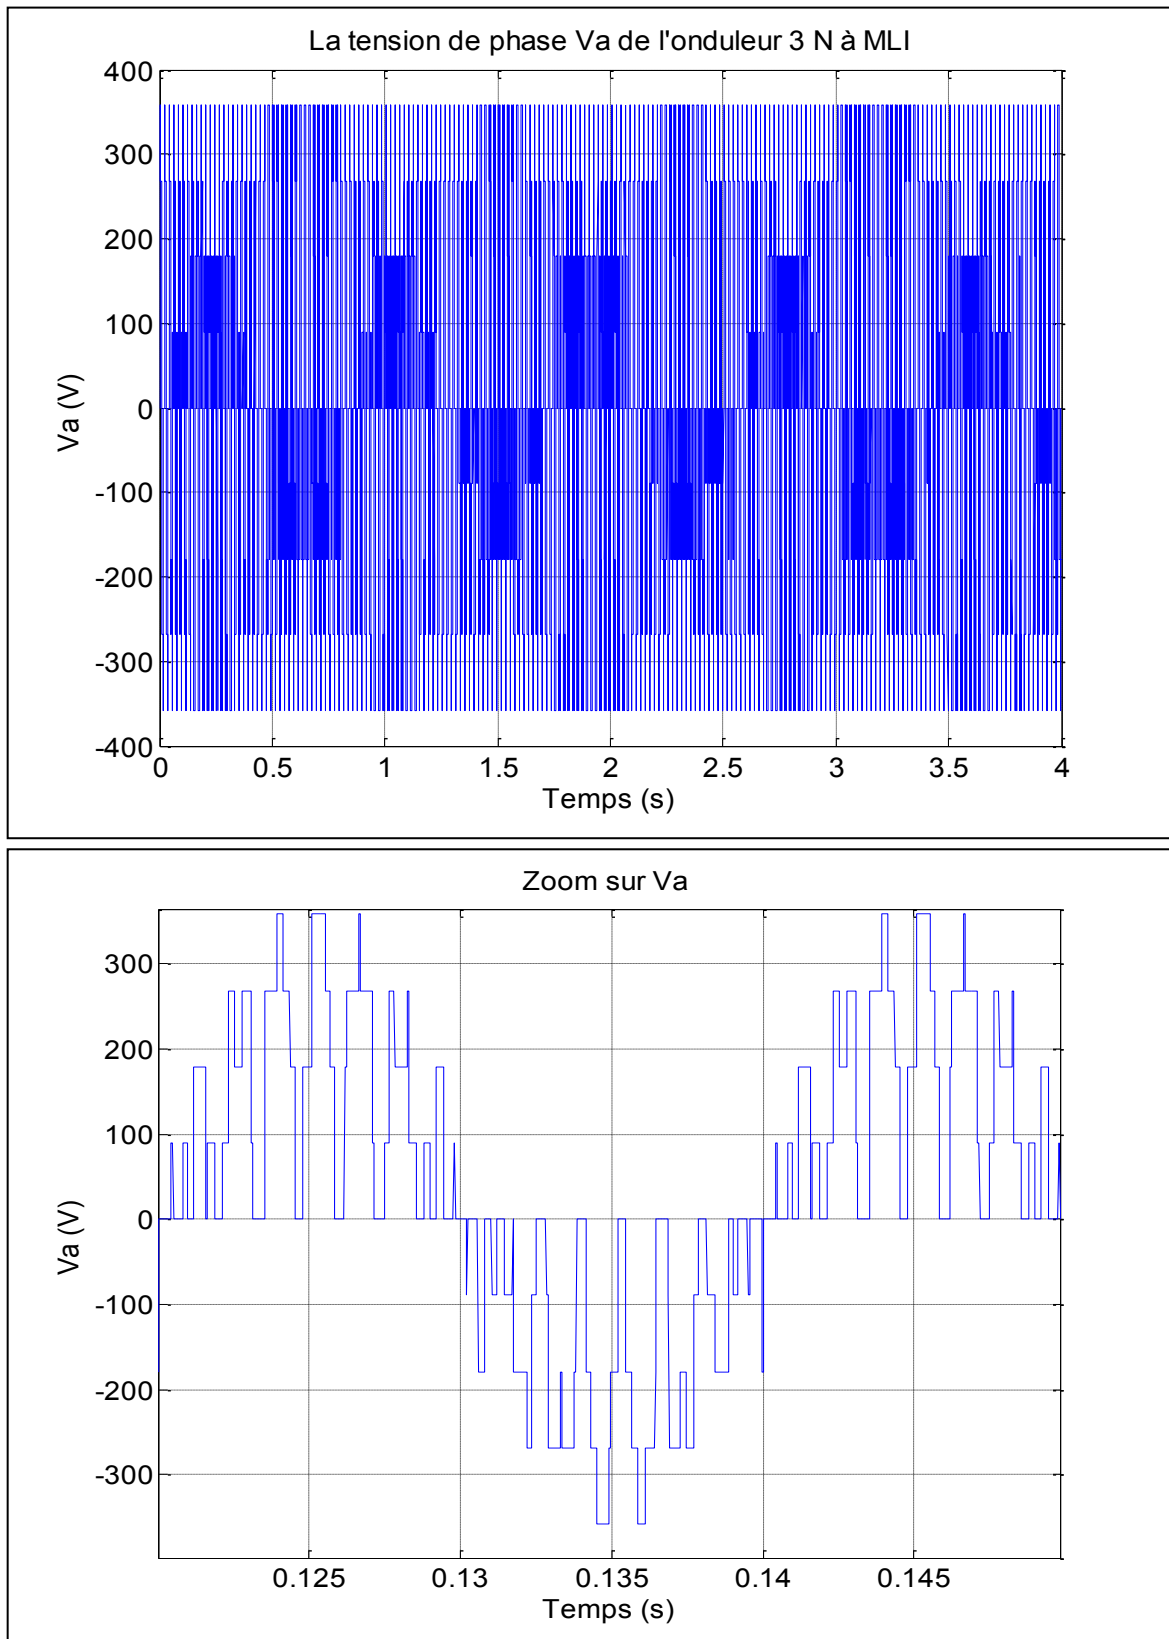 La tension de phase Va de l'onduleur 3 N à MLI
400
300
200
100
0
-100
-200
-300
-400
Va (V)
0 0.5 1 1.5 2 2.5 3 3.5 4
Temps (s)
Zoom sur Va
300
200
100
0
-100
-200
-300
Va (V)
0.125 0.13 0.135 0.14 0.145
Temps (s)